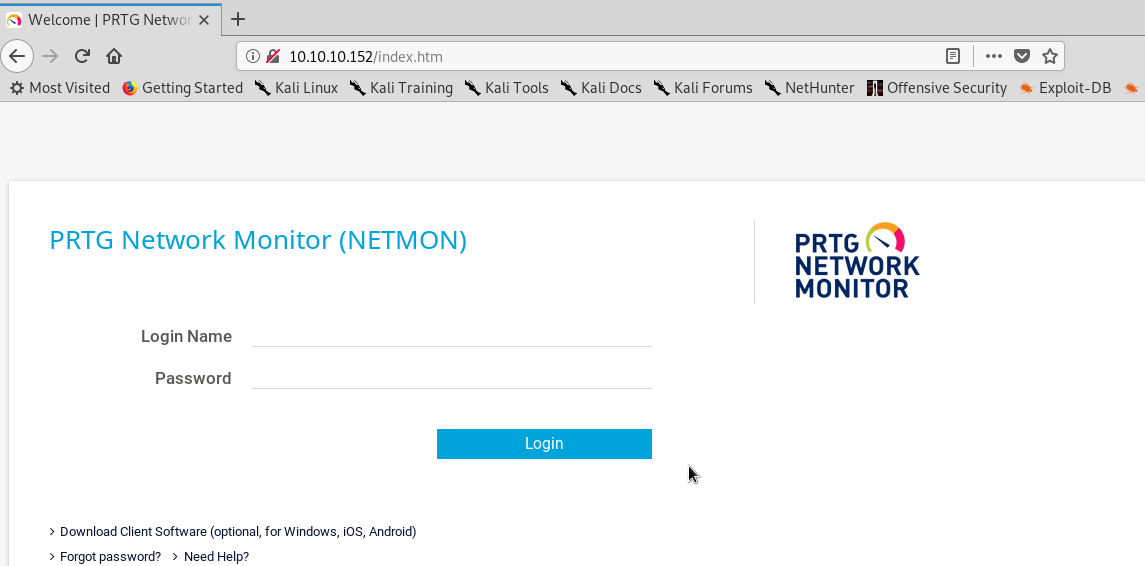 Welcome | PRTG Networ
10.10.10.152/index.htm
Most Visited Getting Started Kali Linux Kali Training Kali Tools Kali Docs Kali Forums NetHunter Offensive Security Exploit-DB
PRTG Network Monitor (NETMON)
PRTG
NETWORK
MONITOR
Login Name
Password
Login
Download Client Software (optional, for Windows, iOS, Android)
Forgot password? Need Help?